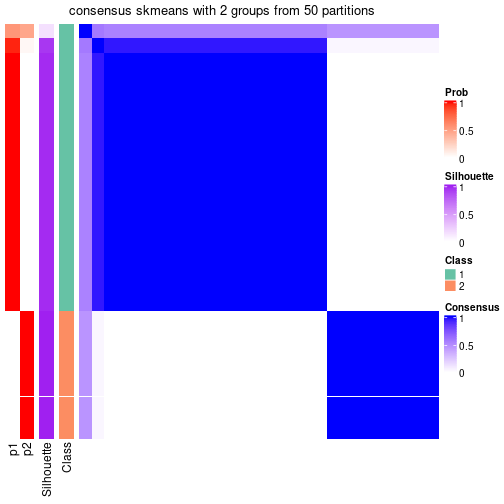 consensus skmeans with 2 groups from 50 partitions
Prob
1
0.5
0
Silhouette
1
0.5
0
Class
1
2
Consensus
1
0.5
0
p1
p2
Silhouette
Class